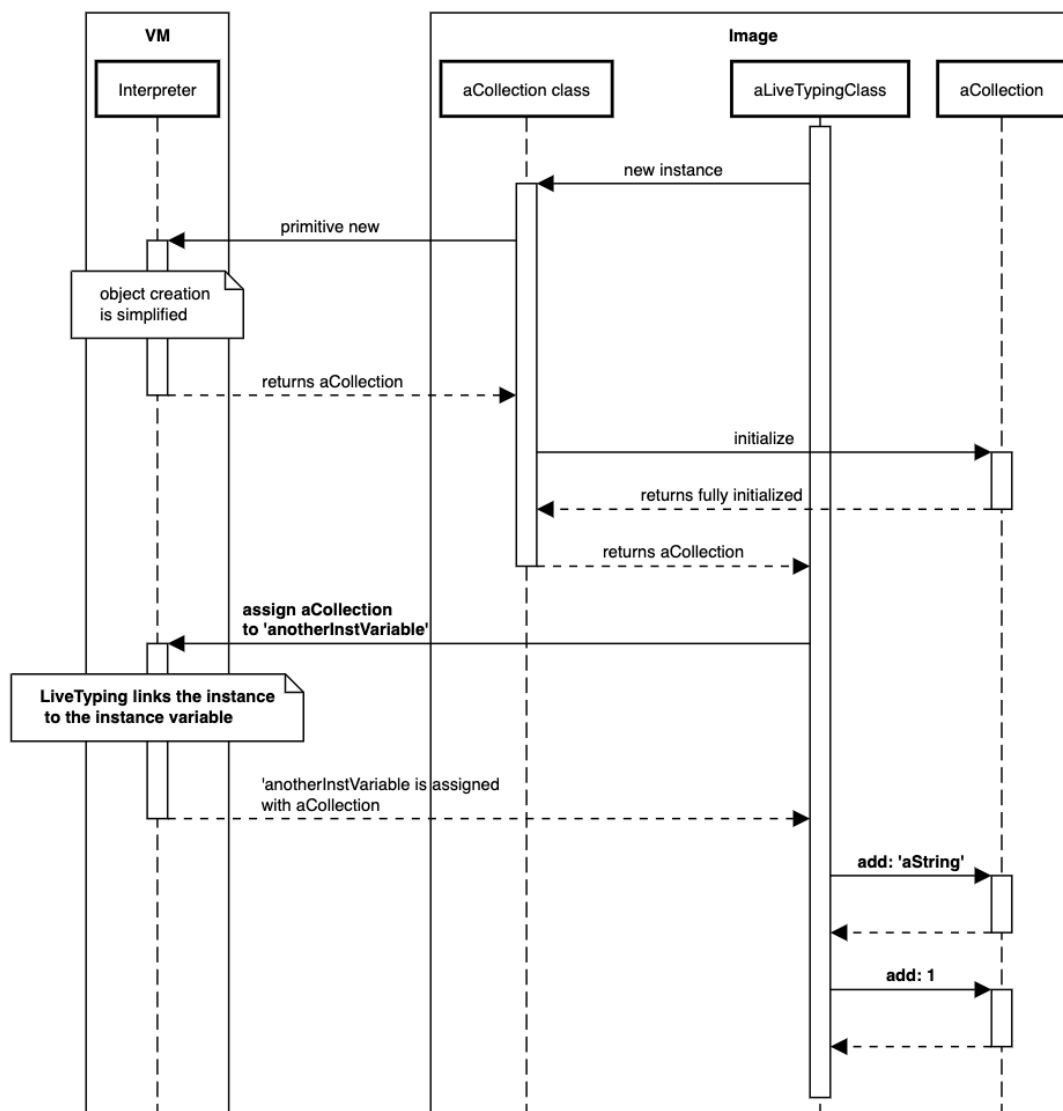 VM
Image
Interpreter
aCollection class
aLiveTypingClass
aCollection
new instance
primitive new
object creation
is simplified
returns aCollection
initialize
returns fully initialized
returns aCollection
assign aCollection
to 'anotherInstVariable'
LiveTyping links the instance
to the instance variable
'anotherInstVariable is assigned
with aCollection
add: 'aString'
add: 1